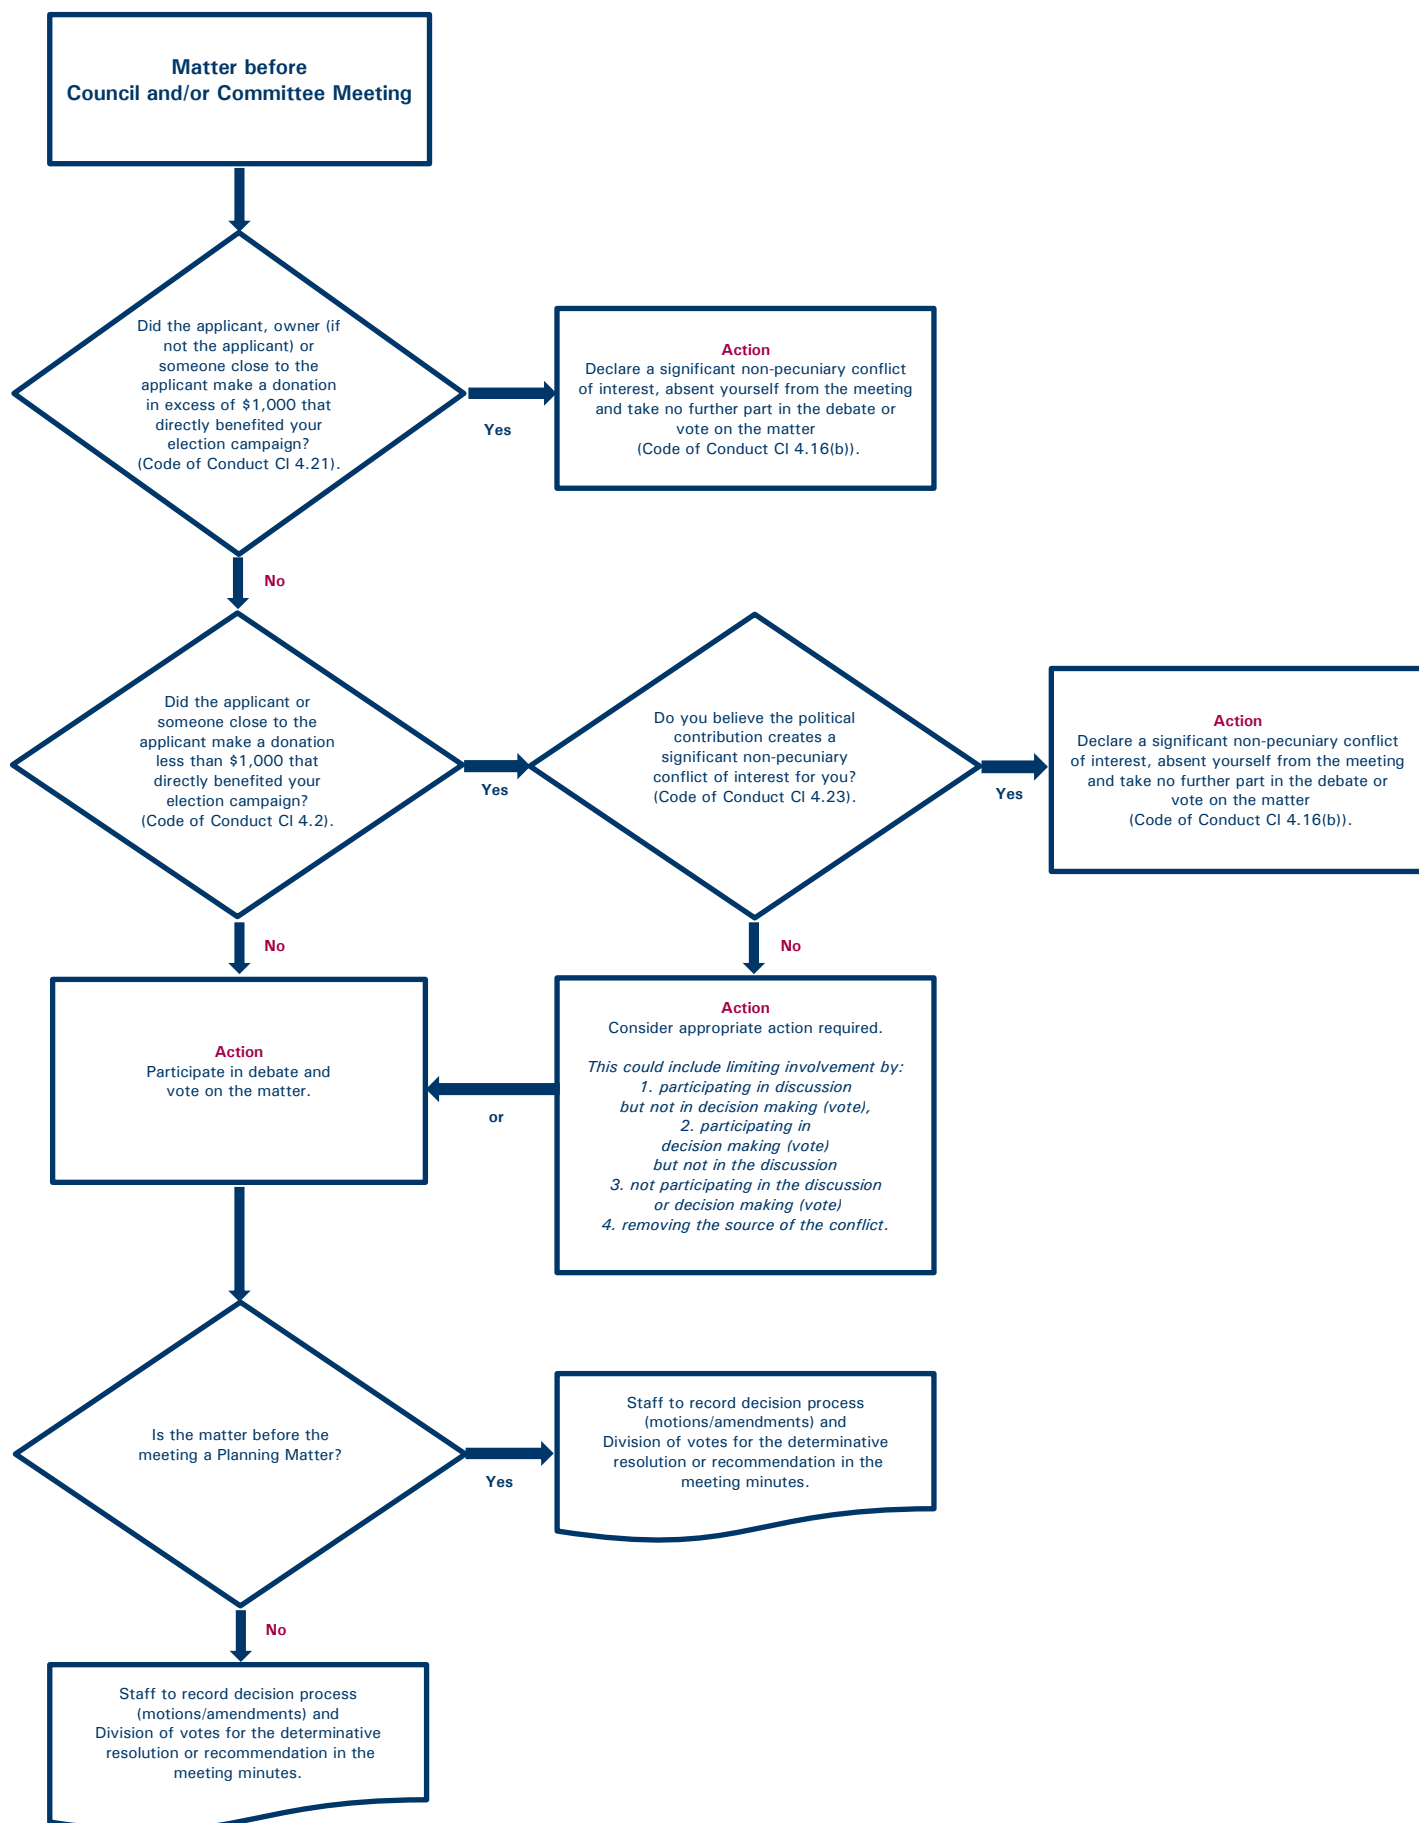 Matter before
Council and/or Committee Meeting
Did the applicant, owner (if
not the applicant) or
someone close to the
applicant make a donation
in excess of $1,000 that
directly benefited your
election campaign?
(Code of Conduct Cl 4.21).
Yes
Action
Declare a significant non-pecuniary conflict
of interest, absent yourself from the meeting
and take no further part in the debate or
vote on the matter
(Code of Conduct Cl 4.16(b)).
No
Did the applicant or
someone close to the
applicant make a donation
less than $1,000 that
directly benefited your
election campaign?
(Code of Conduct Cl 4.2).
Yes
Do you believe the political
contribution creates a
significant non-pecuniary
conflict of interest for you?
(Code of Conduct Cl 4.23).
Yes
Action
Declare a significant non-pecuniary conflict
of interest, absent yourself from the meeting
and take no further part in the debate or
vote on the matter
(Code of Conduct Cl 4.16(b)).
No
No
Action
Participate in debate and
vote on the matter.
or
Action
Consider appropriate action required.
This could include limiting involvement by:
1. participating in discussion
but not in decision making (vote),
2. participating in
decision making (vote)
but not in the discussion
3. not participating in the discussion
or decision making (vote)
4. removing the source of the conflict.
Is the matter before the
meeting a Planning Matter?
Yes
Staff to record decision process
(motions/amendments) and
Division of votes for the determinative
resolution or recommendation in the
meeting minutes.
No
Staff to record decision process
(motions/amendments) and
Division of votes for the determinative
resolution or recommendation in the
meeting minutes.